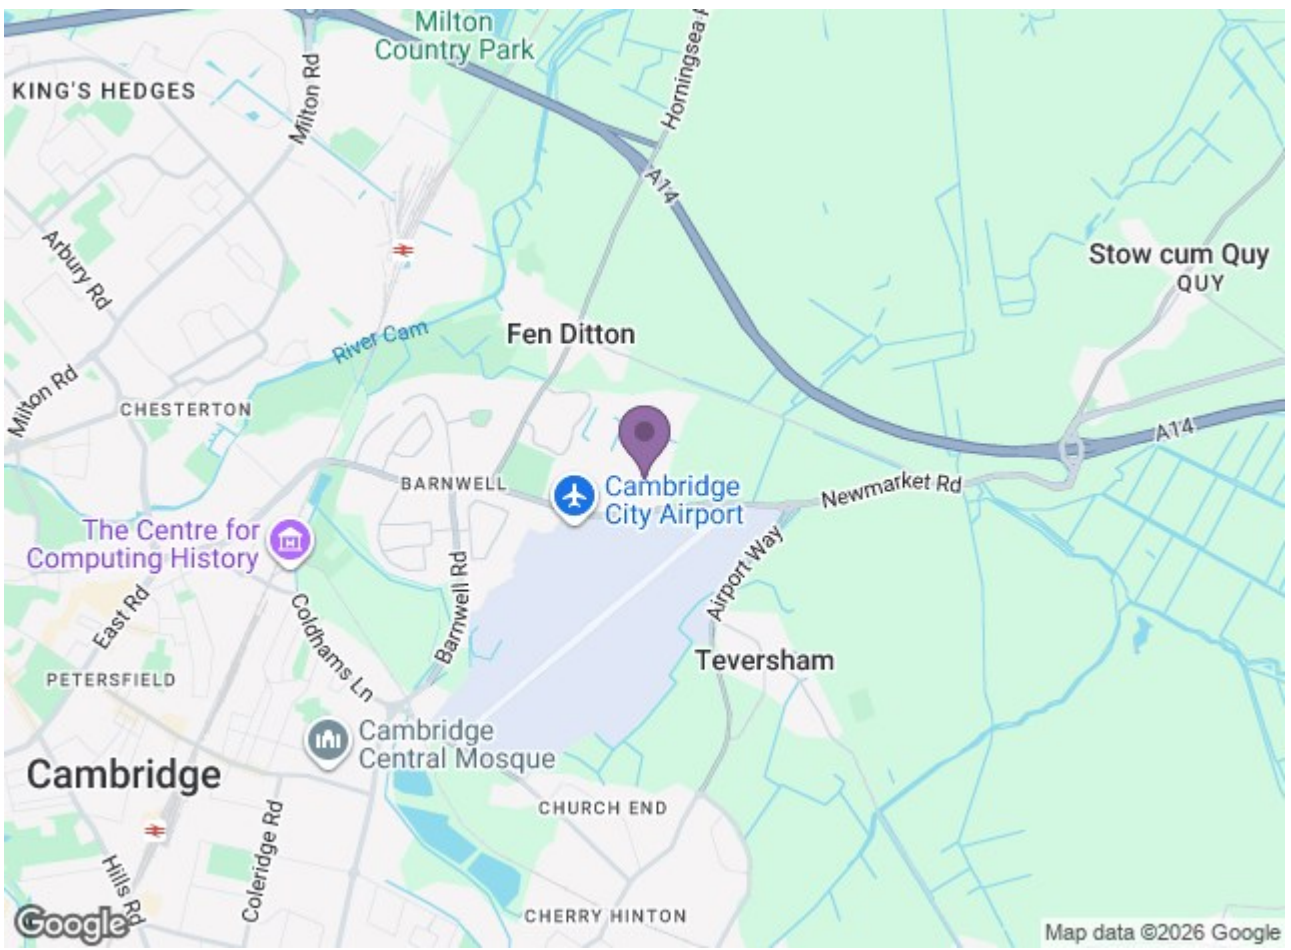 Milton
Country Park
KING'S HEDGES
Milton Rd
Horningsea
A14
Arbury Rd
Stow cum Quy
QUY
River Cam
Fen Ditton
Milton Rd
CHESTERTON
A14
BARNWELL
Cambridge
City Airport
Newmarket Rd
The Centre for
Computing History
Airport Way
East Rd
Coldhams Ln
Barnwell Rd
Teversham
PETERSFIELD
Cambridge
Central Mosque
Cambridge
CHURCH END
Coleridge Rd
Hills Rd
CHERRY HINTON
Google
Map data ©2026 Google